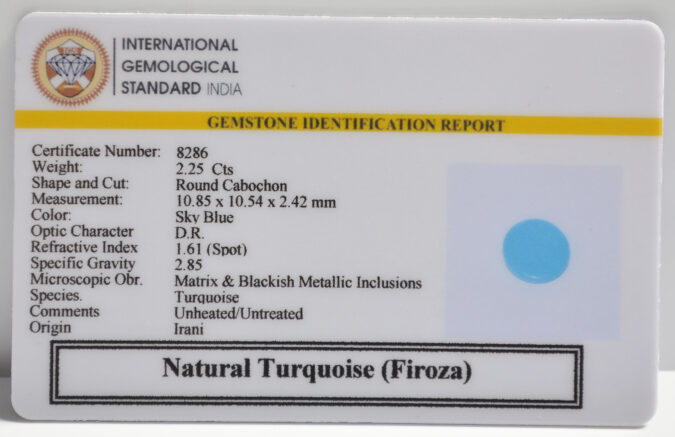 INTERNATIONAL
GEMOLOGICAL
STANDARD INDIA
GEMSTONE IDENTIFICATION REPORT
Certificate Number: 8286
Weight: 2.25 Cts
Shape and Cut: Round Cabochon
Measurement: 10.85 x 10.54 x 2.42 mm
Color: Sky Blue
Optic Character D.R.
Refractive Index 1.61 (Spot)
Specific Gravity 2.85
Microscopic Obr. Matrix & Blackish Metallic Inclusions
Species. Turquoise
Comments Unheated/Untreated
Origin Irani
Natural Turquoise (Firoza)